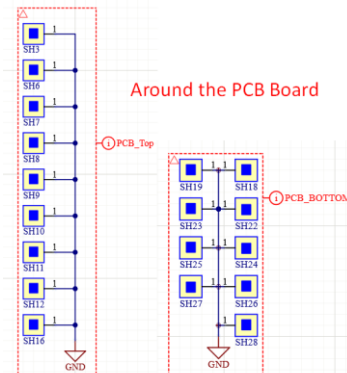 1
SH3
1
SH6
1
SH7
1
SH8
1
SH9
1
SH10
1
SH11
1
SH12
1
SH16
GND
i PCB_Top
Around the PCB Board
1 1
SH19 SH18
1 1
SH23 SH22
1 1
SH25 SH24
1 1
SH27 SH26
1
SH28
GND
i PCB_BOTTOM